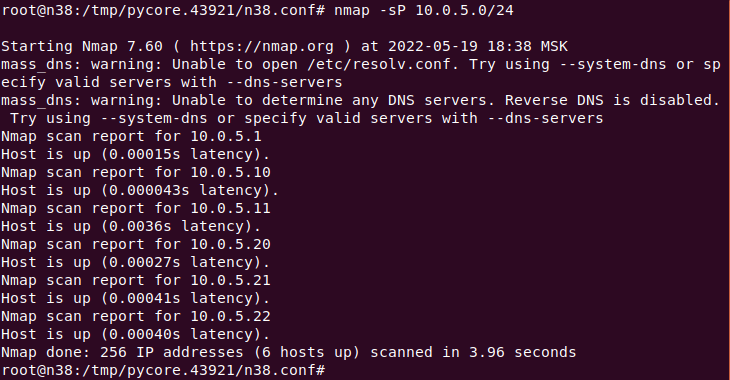 root@n38:/tmp/pycore.43921/n38.conf# nmap -sP 10.0.5.0/24
Starting Nmap 7.60 ( https://nmap.org ) at 2022-05-19 18:38 MSK
mass_dns: warning: Unable to open /etc/resolv.conf. Try using --system-dns or sp
ecify valid servers with --dns-servers
mass_dns: warning: Unable to determine any DNS servers. Reverse DNS is disabled.
 Try using --system-dns or specify valid servers with --dns-servers
Nmap scan report for 10.0.5.1
Host is up (0.00015s latency).
Nmap scan report for 10.0.5.10
Host is up (0.000043s latency).
Nmap scan report for 10.0.5.11
Host is up (0.0036s latency).
Nmap scan report for 10.0.5.20
Host is up (0.00027s latency).
Nmap scan report for 10.0.5.21
Host is up (0.00041s latency).
Nmap scan report for 10.0.5.22
Host is up (0.00040s latency).
Nmap done: 256 IP addresses (6 hosts up) scanned in 3.96 seconds
root@n38:/tmp/pycore.43921/n38.conf#